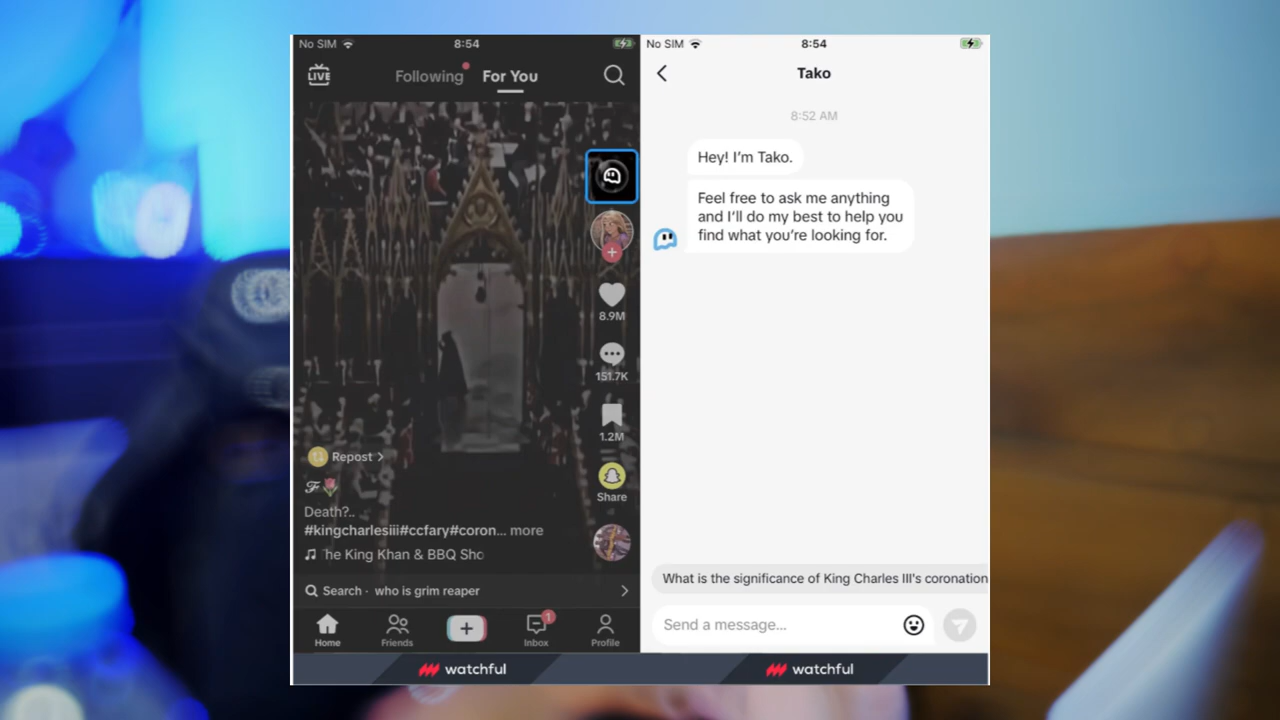 No SIM
8:54
LIVE
Following
For You
8.9M
151.7K
1.2M
Repost >
Share
Death?..
#kingcharlesiii#ccfary#coron... more
he King Khan & BBQ Sho
Search · who is grim reaper
Home
Friends
1
Inbox
Profile
watchful
No SIM
8:54
Tako
8:52 AM
Hey! I'm Tako.
Feel free to ask me anything
and I'll do my best to help you
find what you're looking for.
What is the significance of King Charles III's coronation
Send a message...
watchful